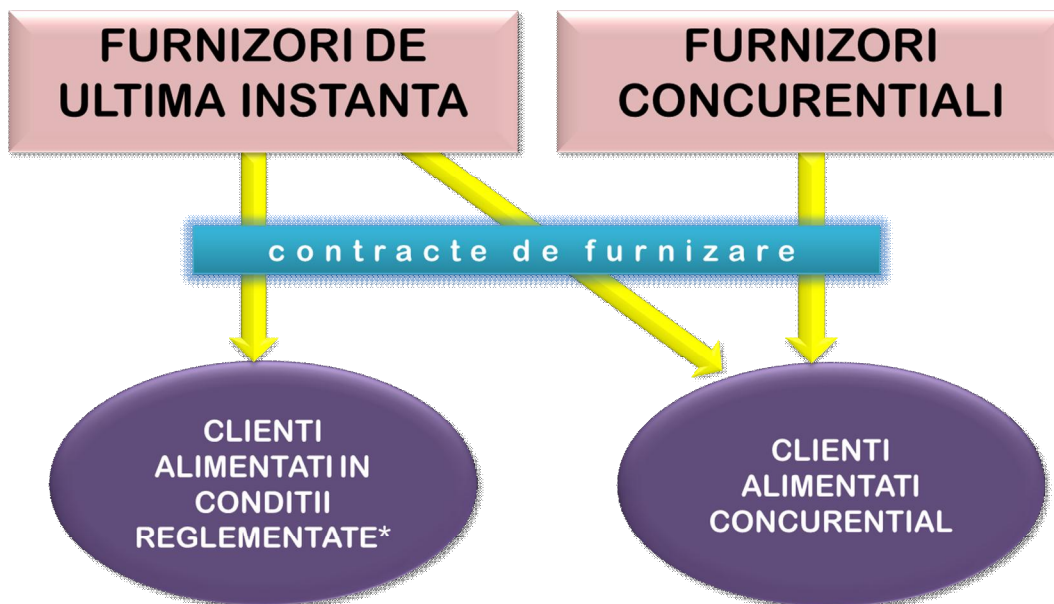 FURNIZORI DE
ULTIMA INSTANTA
FURNIZORI
CONCURENTIALI
contracte de furnizare
CLIENTI
ALIMENTATI IN
CONDITII
REGLEMENTATE*
CLIENTI
ALIMENTATI
CONCURENTIAL